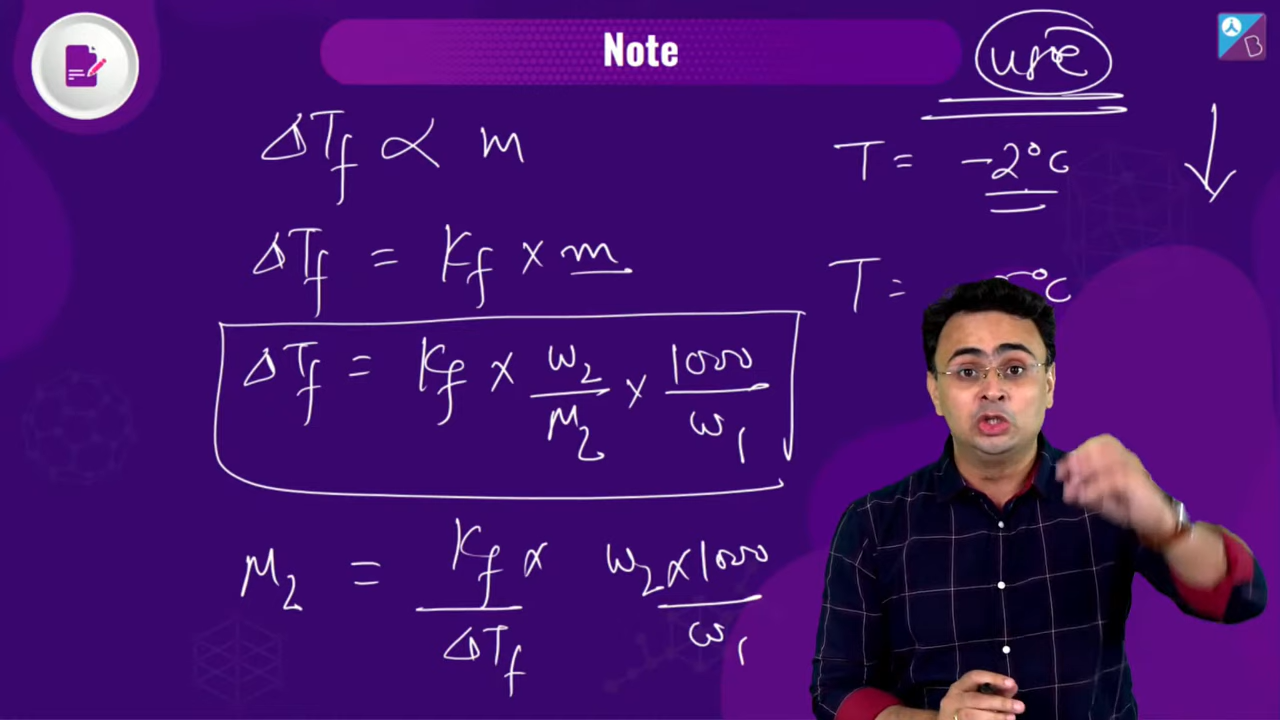 Note
use
ΔTf ∝ m
ΔTf = Kf × m
ΔTf = Kf × w2/M2 × 1000/w1
M2 = Kf × w2 × 1000 / ΔTf w1
T = -2°C
T = °C
B